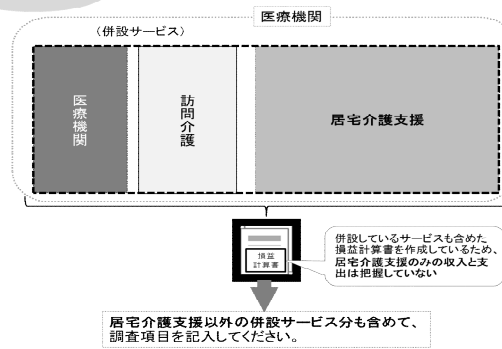 医療機関
（併設サービス）
医療機関
訪問介護
居宅介護支援
損益
計算書
併設しているサービスも含めた
損益計算書を作成しているため、
居宅介護支援のみの収入と支
出は把握していない
居宅介護支援以外の併設サービス分も含めて、
調査項目を記入してください。